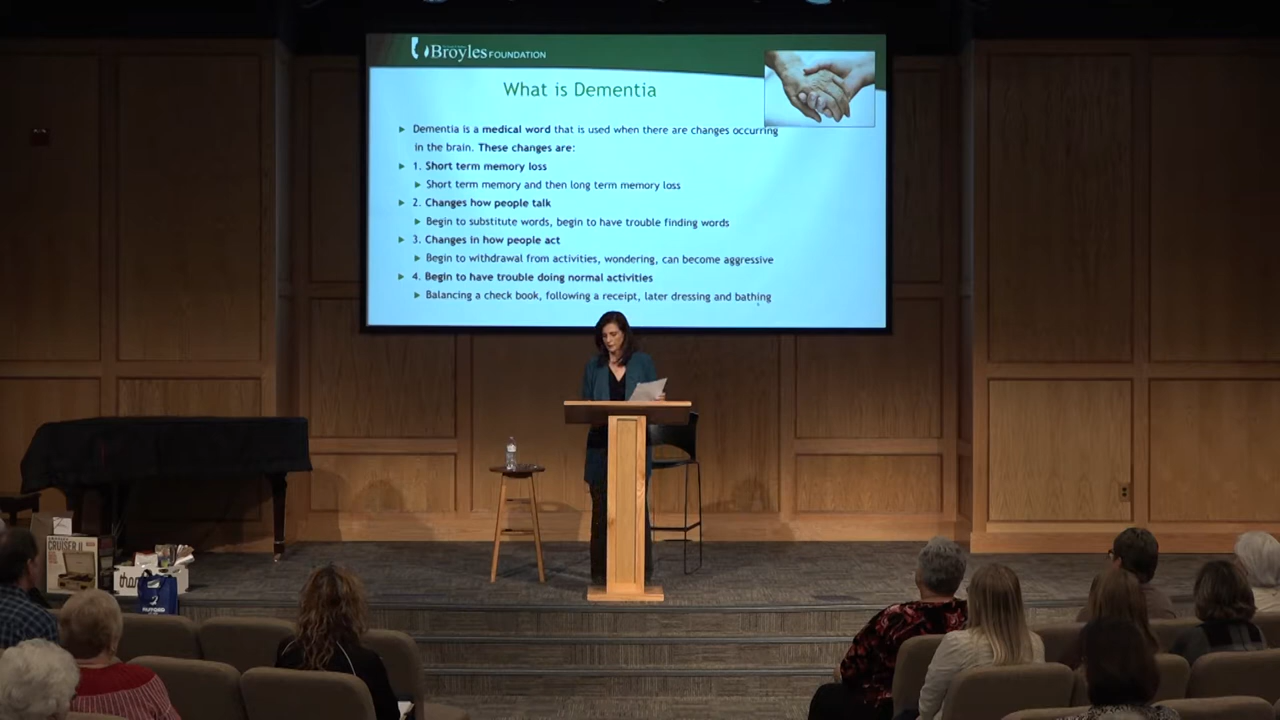 Broyles FOUNDATION
What is Dementia
Dementia is a medical word that is used when there are changes occurring
in the brain. These changes are:
1. Short term memory loss
Short term memory and then long term memory loss
2. Changes how people talk
Begin to substitute words, begin to have trouble finding words
3. Changes in how people act
Begin to withdrawal from activities, wondering, can become aggressive
4. Begin to have trouble doing normal activities
Balancing a check book, following a receipt, later dressing and bathing
CRUISER II
than